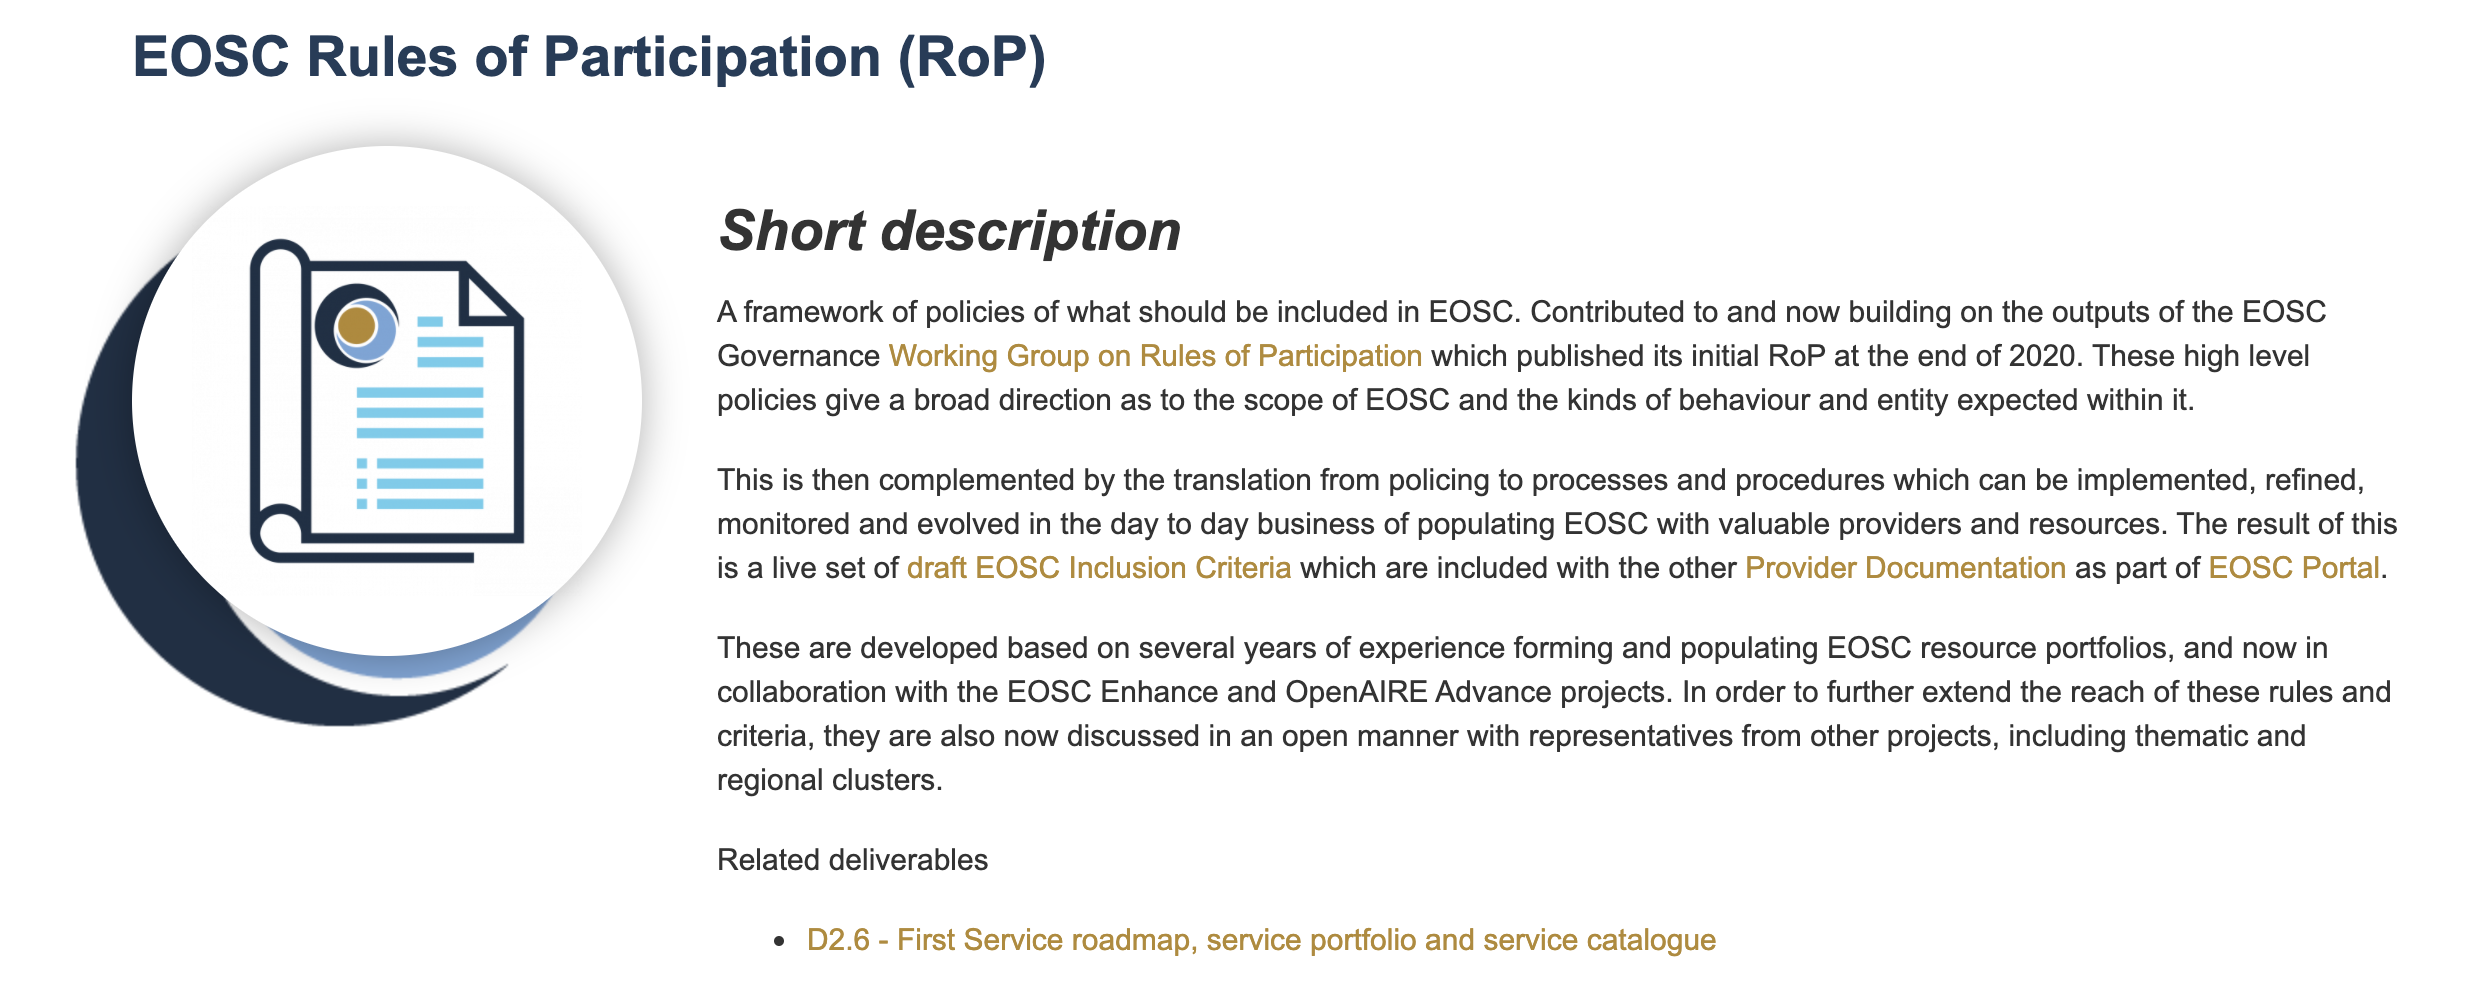 EOSC Rules of Participation (RoP)
Short description
A framework of policies of what should be included in EOSC. Contributed to and now building on the outputs of the EOSC
Governance Working Group on Rules of Participation which published its initial RoP at the end of 2020. These high level
policies give a broad direction as to the scope of EOSC and the kinds of behaviour and entity expected within it.
This is then complemented by the translation from policing to processes and procedures which can be implemented, refined,
monitored and evolved in the day to day business of populating EOSC with valuable providers and resources. The result of this
is a live set of draft EOSC Inclusion Criteria which are included with the other Provider Documentation as part of EOSC Portal.
These are developed based on several years of experience forming and populating EOSC resource portfolios, and now in
collaboration with the EOSC Enhance and OpenAIRE Advance projects. In order to further extend the reach of these rules and
criteria, they are also now discussed in an open manner with representatives from other projects, including thematic and
regional clusters.
Related deliverables
• D2.6 - First Service roadmap, service portfolio and service catalogue